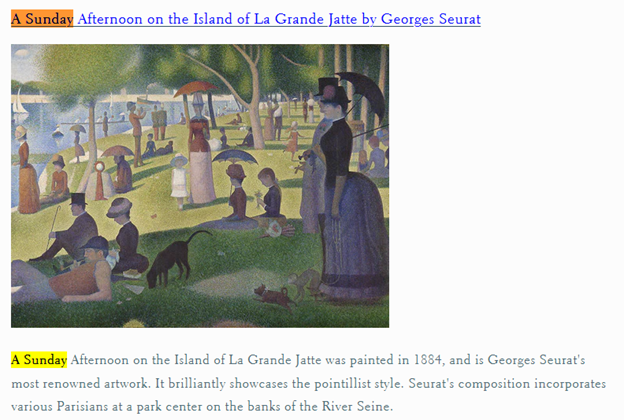 A Sunday Afternoon on the Island of La Grande Jatte by Georges Seurat
A Sunday Afternoon on the Island of La Grande Jatte was painted in 1884, and is Georges Seurat's
most renowned artwork. It brilliantly showcases the pointillist style. Seurat's composition incorporates
various Parisians at a park center on the banks of the River Seine.